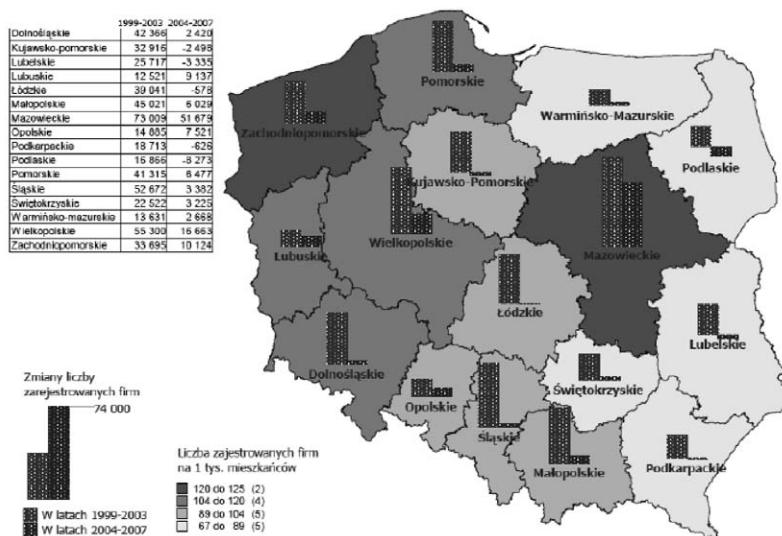 1999-2003 2004-2007
Dolnośląskie 42 366 2 420
Kujawsko-pomorskie 32 916 -2 498
Lubelskie 25 717 -3 335
Lubuskie 12 521 9 137
Łódzkie 39 041 -578
Małopolskie 45 021 6 029
Mazowieckie 73 009 51 679
Opolskie 14 885 7 521
Podkarpackie 18 713 -626
Podlaskie 16 866 -8 273
Pomorskie 41 315 6 477
Śląskie 52 672 3 382
Świętokrzyskie 22 522 3 225
Warmińsko-mazurskie 13 631 2 668
Wielkopolskie 55 300 16 663
Zachodniopomorskie 33 695 10 124
Pomorskie
Warmińsko-Mazurskie
Zachodniopomorskie
Podlaskie
Kujawsko-Pomorskie
Wielkopolskie
Lubuskie
Mazowieckie
Łódzkie
Lubelskie
Dolnośląskie
Świętokrzyskie
Opolskie
Śląskie
Małopolskie
Podkarpackie
Zmiany liczby
zarejestrowanych firm
74 000
W latach 1999-2003
W latach 2004-2007
Liczba zajestrowanych firm
na 1 tys. mieszkańców
120 do 125 (2)
104 do 120 (4)
89 do 104 (5)
67 do 89 (5)